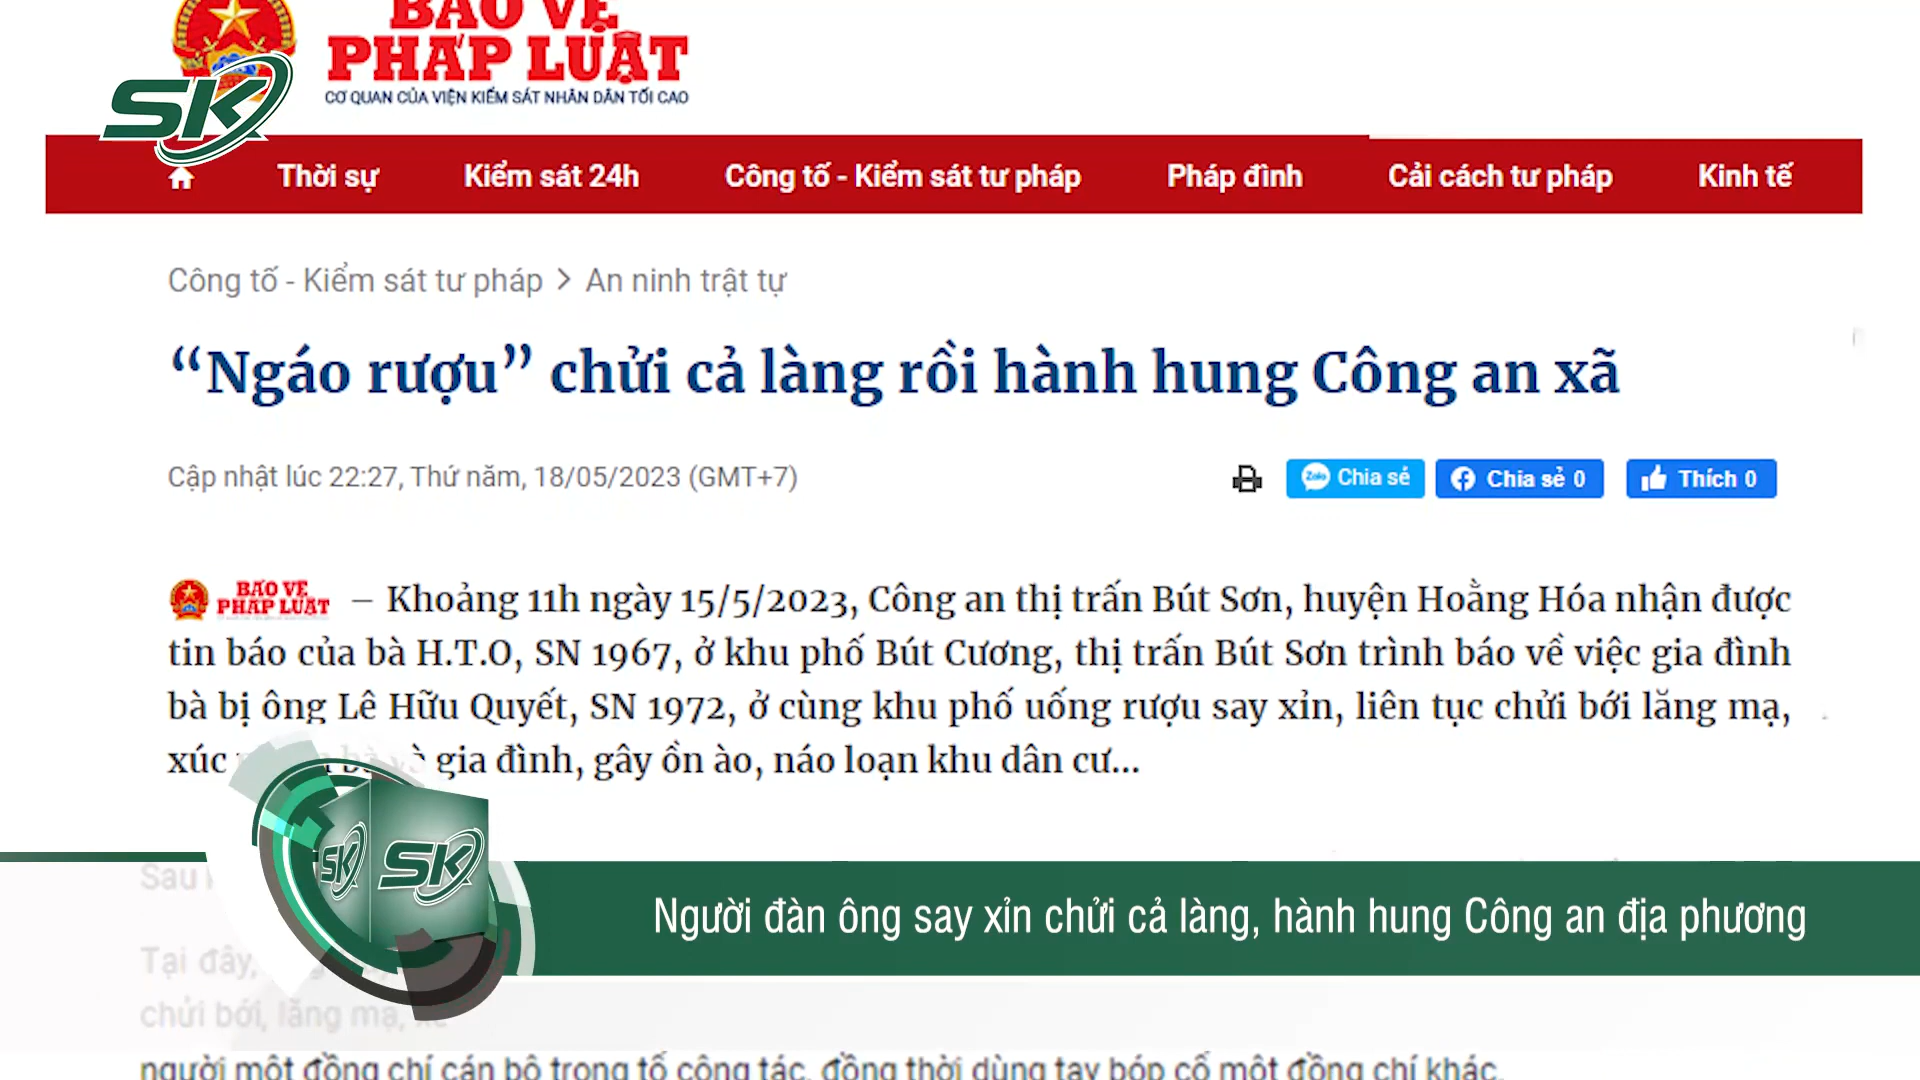 BẢO VỆ
PHÁP LUẬT
CƠ QUAN CỦA VIỆN KIỂM SÁT NHÂN DÂN TỐI CAO
SK
Thời sự Kiểm sát 24h Công tố - Kiểm sát tư pháp Pháp đình Cải cách tư pháp Kinh tế
Công tố - Kiểm sát tư pháp > An ninh trật tự
“Ngáo rượu” chửi cả làng rồi hành hung Công an xã
Cập nhật lúc 22:27, Thứ năm, 18/05/2023 (GMT+7)
Zalo Chia sẻ Chia sẻ 0 Thích 0
BẢO VỆ
PHÁP LUẬT
– Khoảng 11h ngày 15/5/2023, Công an thị trấn Bút Sơn, huyện Hoằng Hóa nhận được
tin báo của bà H.T.O, SN 1967, ở khu phố Bút Cương, thị trấn Bút Sơn trình báo về việc gia đình
bà bị ông Lê Hữu Quyết, SN 1972, ở cùng khu phố uống rượu say xỉn, liên tục chửi bới lăng mạ,
xúc bà và gia đình, gây ồn ào, náo loạn khu dân cư...
SK SK
Sau
Người đàn ông say xỉn chửi cả làng, hành hung Công an địa phương
Tại đây,
chửi bới, lăng mạ,
người một đồng chí cán bộ trong tổ công tác, đồng thời dùng tay bóp cổ một đồng chí khác.